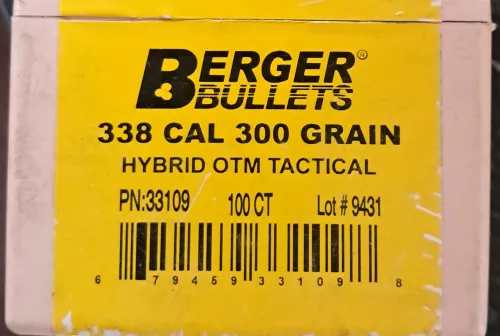 BERGER®
BULLETS
338 CAL 300 GRAIN
HYBRID OTM TACTICAL
PN:33109 100 CT Lot # 9431
6 79459 33109 8